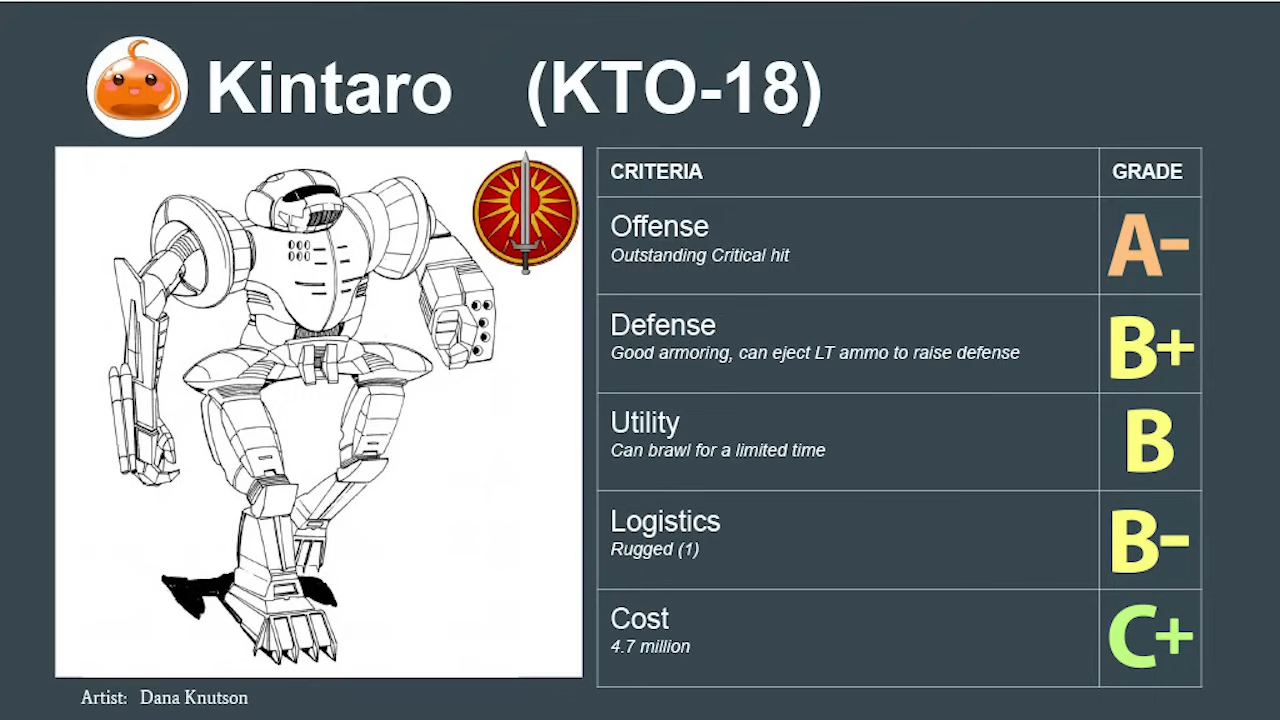 Kintaro (KTO-18)
CRITERIA GRADE
Offense
Outstanding Critical hit
A-
Defense
Good armoring, can eject LT ammo to raise defense
B+
Utility
Can brawl for a limited time
B
Logistics
Rugged (1)
B-
Cost
4.7 million
C+
Artist: Dana Knutson